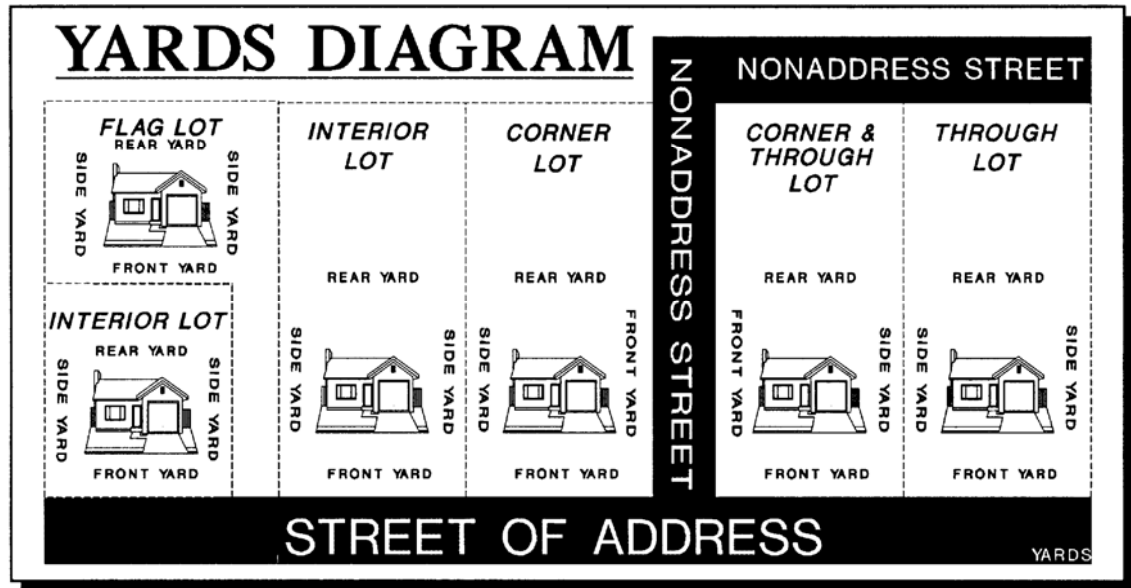 YARDS DIAGRAM
NONADDRESS STREET
NONADDRESS STREET
FLAG LOT
REAR YARD
SIDE YARD
SIDE YARD
FRONT YARD
INTERIOR LOT
REAR YARD
SIDE YARD
SIDE YARD
FRONT YARD
INTERIOR
LOT
REAR YARD
SIDE YARD
SIDE YARD
FRONT YARD
CORNER
LOT
REAR YARD
SIDE YARD
FRONT YARD
FRONT YARD
CORNER &
THROUGH
LOT
REAR YARD
FRONT YARD
SIDE YARD
FRONT YARD
THROUGH
LOT
REAR YARD
SIDE YARD
SIDE YARD
FRONT YARD
STREET OF ADDRESS
YARDS